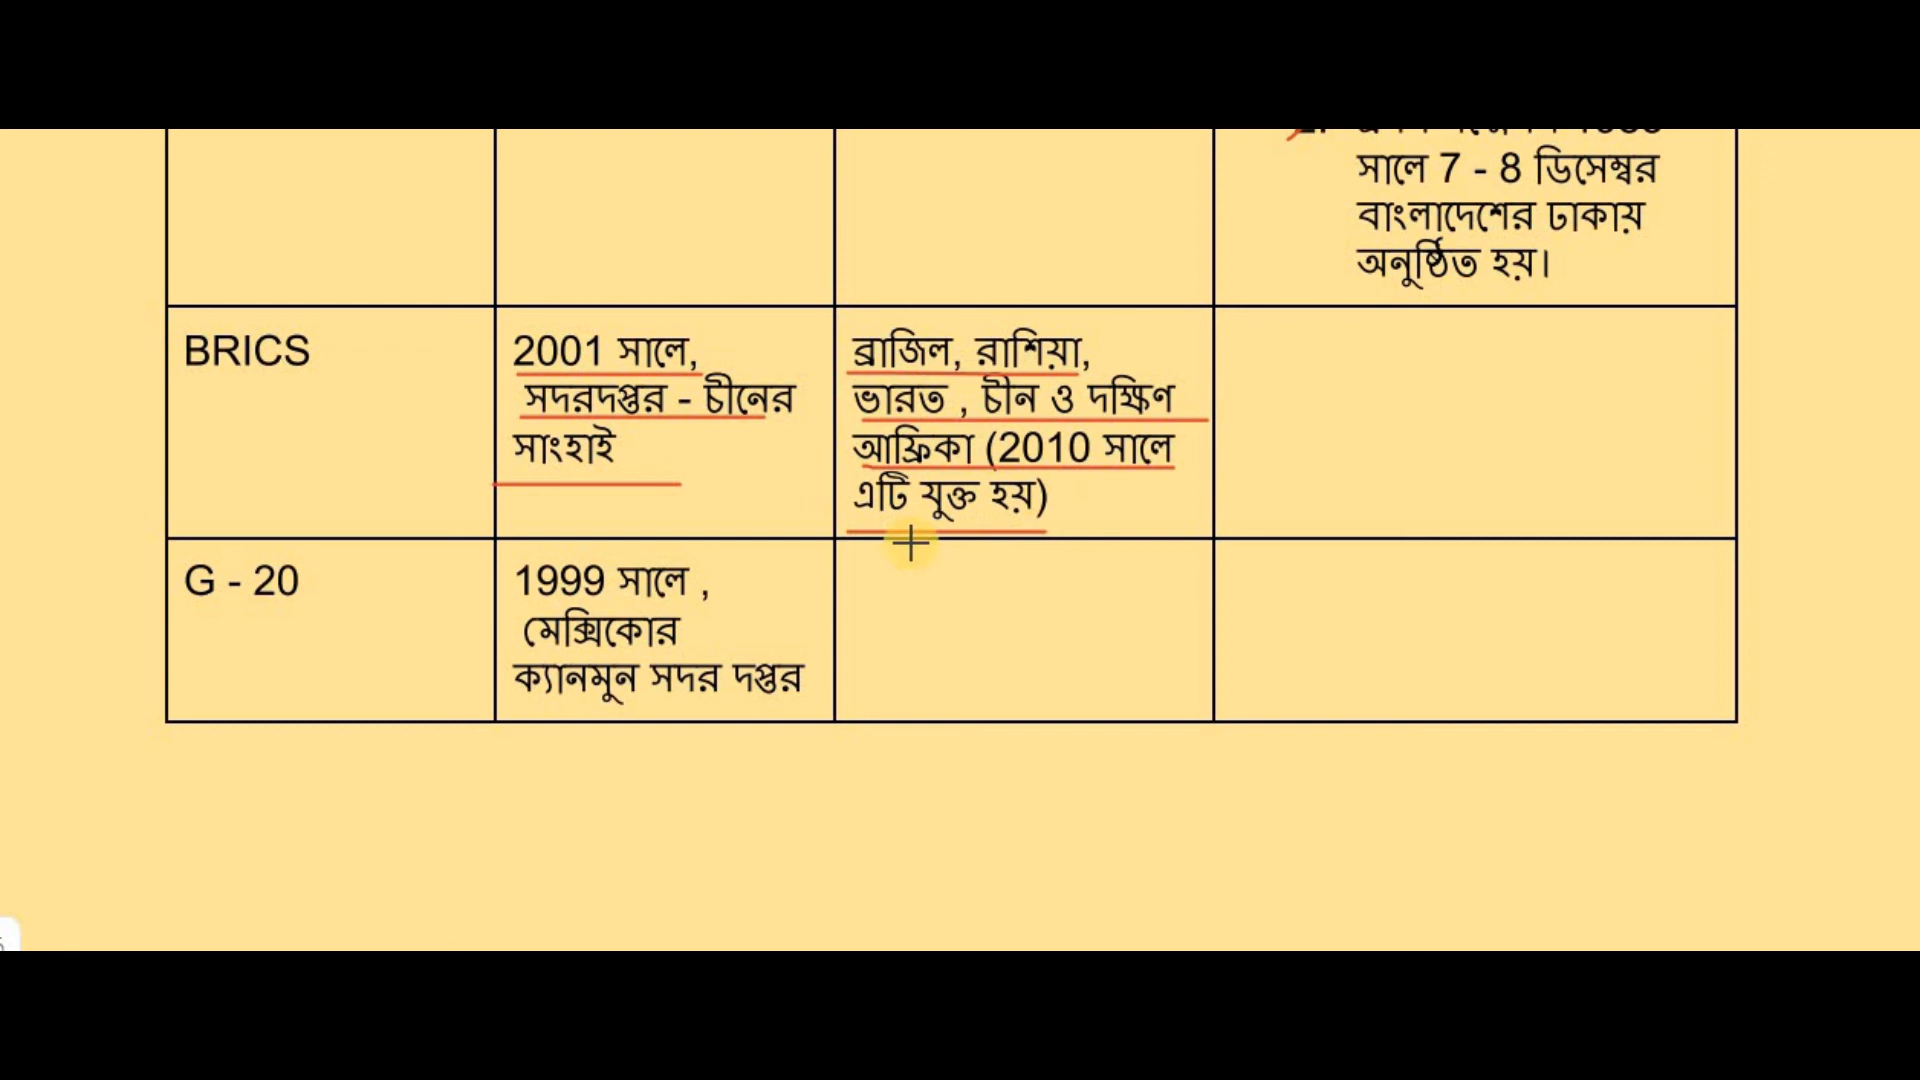 সালে 7 - 8 ডিসেম্বর
বাংলাদেশের ঢাকায়
অনুষ্ঠিত হয়।
BRICS
2001 সালে,
সদরদপ্তর - চীনের
সাংহাই
ব্রাজিল, রাশিয়া,
ভারত , চীন ও দক্ষিণ
আফ্রিকা (2010 সালে
এটি যুক্ত হয়)
G - 20
1999 সালে ,
মেক্সিকোর
ক্যানমুন সদর দপ্তর